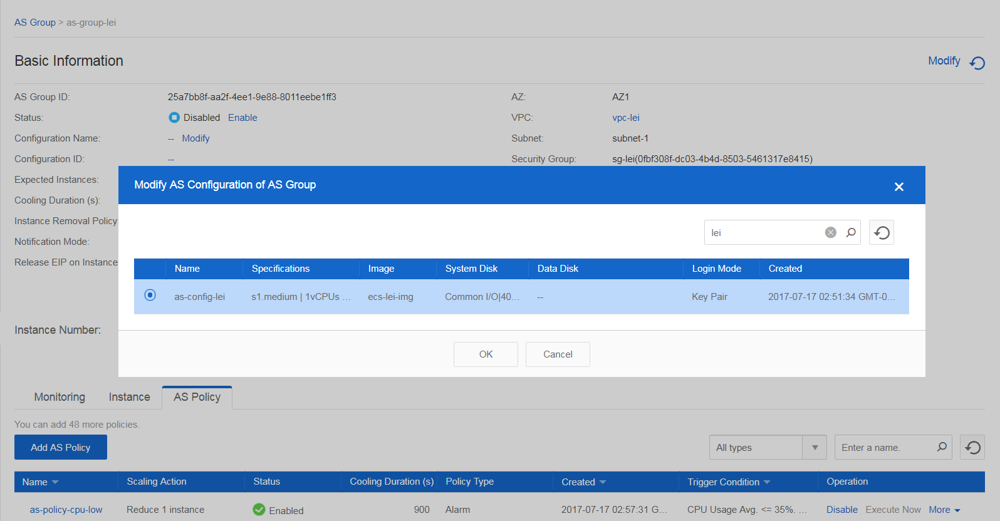 AS Group > as-group-lei
Basic Information
Modify
AS Group ID: 25a7bb8f-aa2f-4ee1-9e88-8011eebe1ff3 AZ: AZ1
Status: Disabled Enable VPC: vpc-lei
Configuration Name: -- Modify Subnet: subnet-1
Configuration ID: -- Security Group: sg-lei(0fbf308f-dc03-4b4d-8503-5461317e8415)
Expected Instances:
Cooling Duration (s):
Instance Removal Policy
Notification Mode:
Release EIP on Instance
Instance Number:
Modify AS Configuration of AS Group
lei
Name Specifications Image System Disk Data Disk Login Mode Created
as-config-lei s1.medium | 1vCPUs ... ecs-lei-img Common I/O|40... -- Key Pair 2017-07-17 02:51:34 GMT-0...
OK Cancel
Monitoring Instance AS Policy
You can add 48 more policies.
Add AS Policy All types Enter a name.
Name Scaling Action Status Cooling Duration (s) Policy Type Created Trigger Condition Operation
as-policy-cpu-low Reduce 1 instance Enabled 900 Alarm 2017-07-17 02:57:31 G... CPU Usage Avg. <= 35%. ... Disable Execute Now More